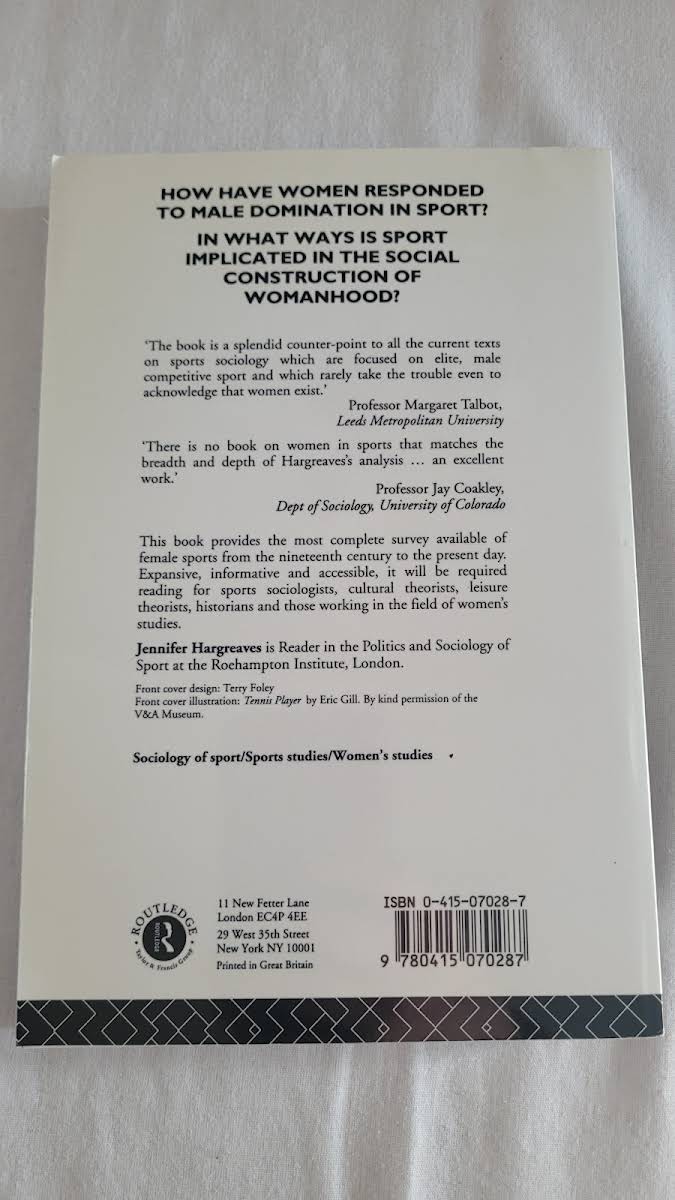 HOW HAVE WOMEN RESPONDED
TO MALE DOMINATION IN SPORT?
IN WHAT WAYS IS SPORT
IMPLICATED IN THE SOCIAL
CONSTRUCTION OF
WOMANHOOD?
‘The book is a splendid counter-point to all the current texts
on sports sociology which are focused on elite, male
competitive sport and which rarely take the trouble even to
acknowledge that women exist.’
Professor Margaret Talbot,
Leeds Metropolitan University
‘There is no book on women in sports that matches the
breadth and depth of Hargreaves’s analysis ... an excellent
work.’
Professor Jay Coakley,
Dept of Sociology, University of Colorado
This book provides the most complete survey available of
female sports from the nineteenth century to the present day.
Expansive, informative and accessible, it will be required
reading for sports sociologists, cultural theorists, leisure
theorists, historians and those working in the field of women’s
studies.
Jennifer Hargreaves is Reader in the Politics and Sociology of
Sport at the Roehampton Institute, London.
Front cover design: Terry Foley
Front cover illustration: Tennis Player by Eric Gill. By kind permission of the
V&A Museum.
Sociology of sport/Sports studies/Women’s studies
ROUTLEDGE
ROUTLEDGE
Taylor & Francis Group
11 New Fetter Lane
London EC4P 4EE
29 West 35th Street
New York NY 10001
Printed in Great Britain
ISBN 0-415-07028-7
9 780415 070287